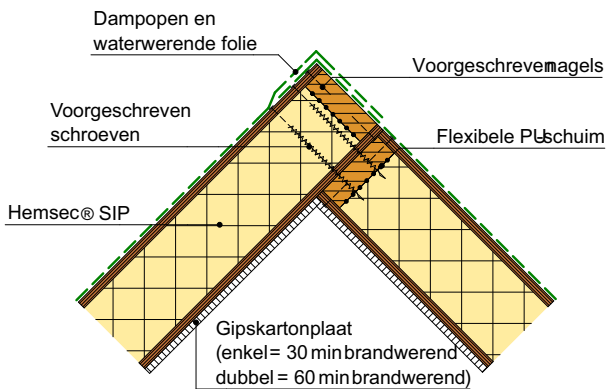 Dampopen en
waterwerende folie
Voorgeschreven nagels
Voorgeschreven
schroeven
Flexibele PU-schuim
Hemsec® SIP
Gipskartonplaat
(enkel = 30 min brandwerend
dubbel = 60 min brandwerend)